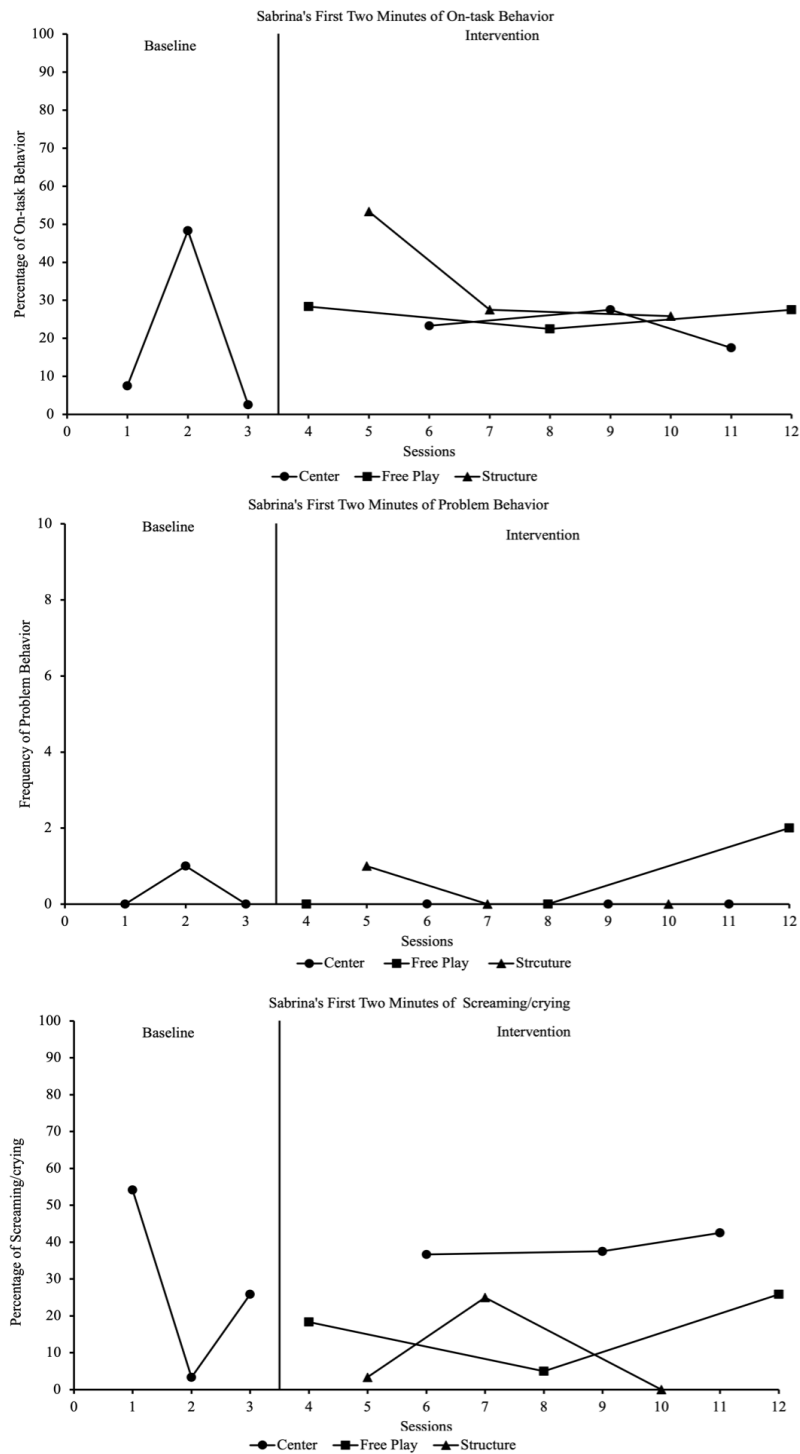 Sabrina's First Two Minutes of On-task Behavior
Baseline
Intervention
Percentage of On-task Behavior
100
90
80
70
60
50
40
30
20
10
0
0 1 2 3 4 5 6 7 8 9 10 11 12
Sessions
Center Free Play Structure
Sabrina's First Two Minutes of Problem Behavior
Baseline
Intervention
Frequency of Problem Behavior
10
8
6
4
2
0
0 1 2 3 4 5 6 7 8 9 10 11 12
Sessions
Center Free Play Strcuture
Sabrina's First Two Minutes of Screaming/crying
Baseline
Intervention
Percentage of Screaming/crying
100
90
80
70
60
50
40
30
20
10
0
0 1 2 3 4 5 6 7 8 9 10 11 12
Sessions
Center Free Play Structure